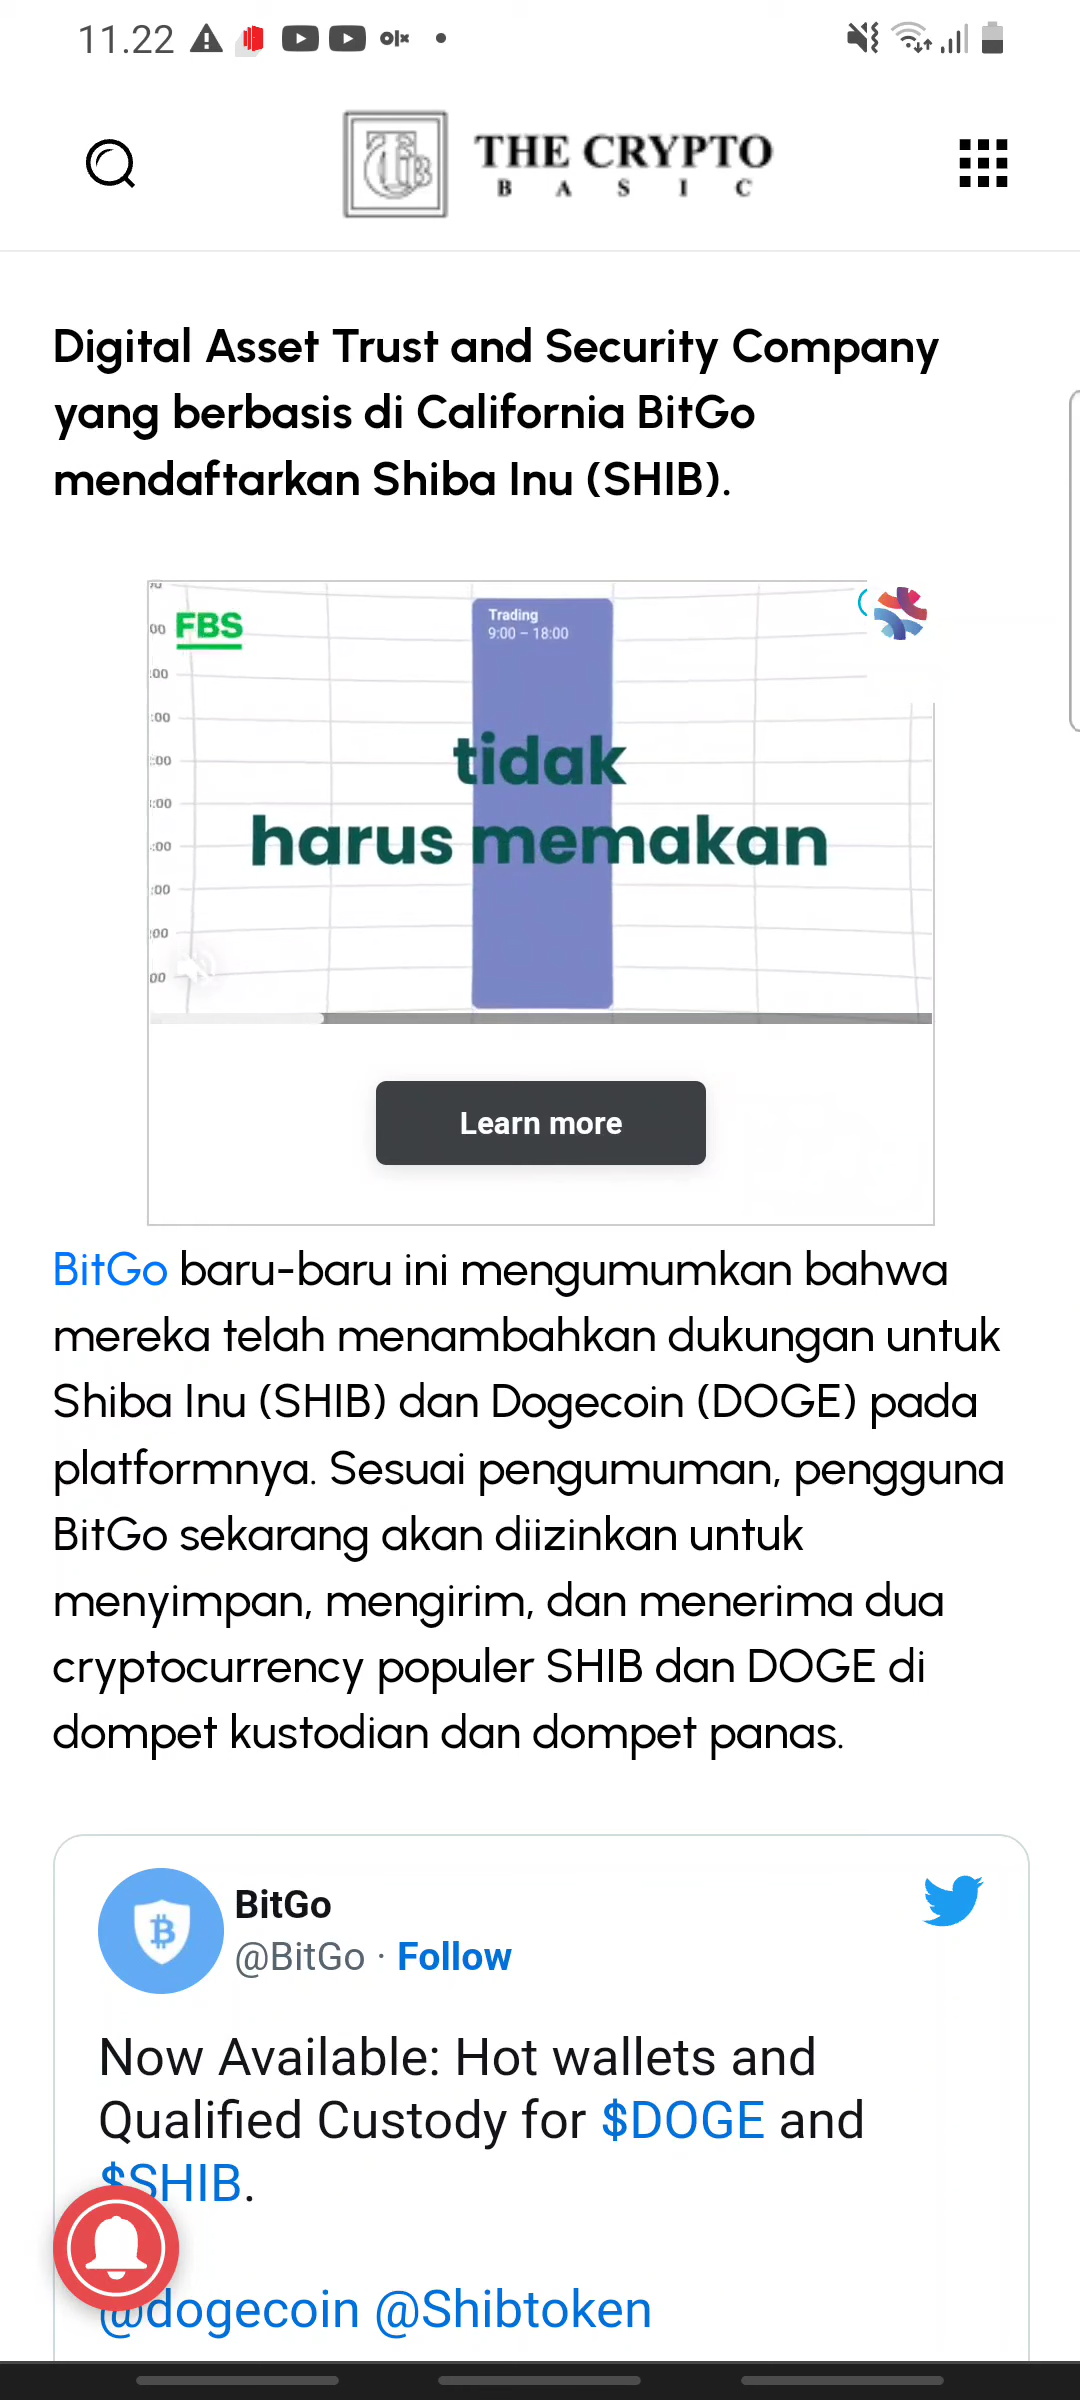 11.22
THE CRYPTO
B A S I C
Digital Asset Trust and Security Company
yang berbasis di California BitGo
mendaftarkan Shiba Inu (SHIB).
FBS
Trading
9:00 – 18:00
tidak
harus memakan
Learn more
BitGo baru-baru ini mengumumkan bahwa
mereka telah menambahkan dukungan untuk
Shiba Inu (SHIB) dan Dogecoin (DOGE) pada
platformnya. Sesuai pengumuman, pengguna
BitGo sekarang akan diizinkan untuk
menyimpan, mengirim, dan menerima dua
cryptocurrency populer SHIB dan DOGE di
dompet kustodian dan dompet panas.
BitGo
@BitGo · Follow
Now Available: Hot wallets and
Qualified Custody for $DOGE and
$SHIB.
@dogecoin @Shibtoken